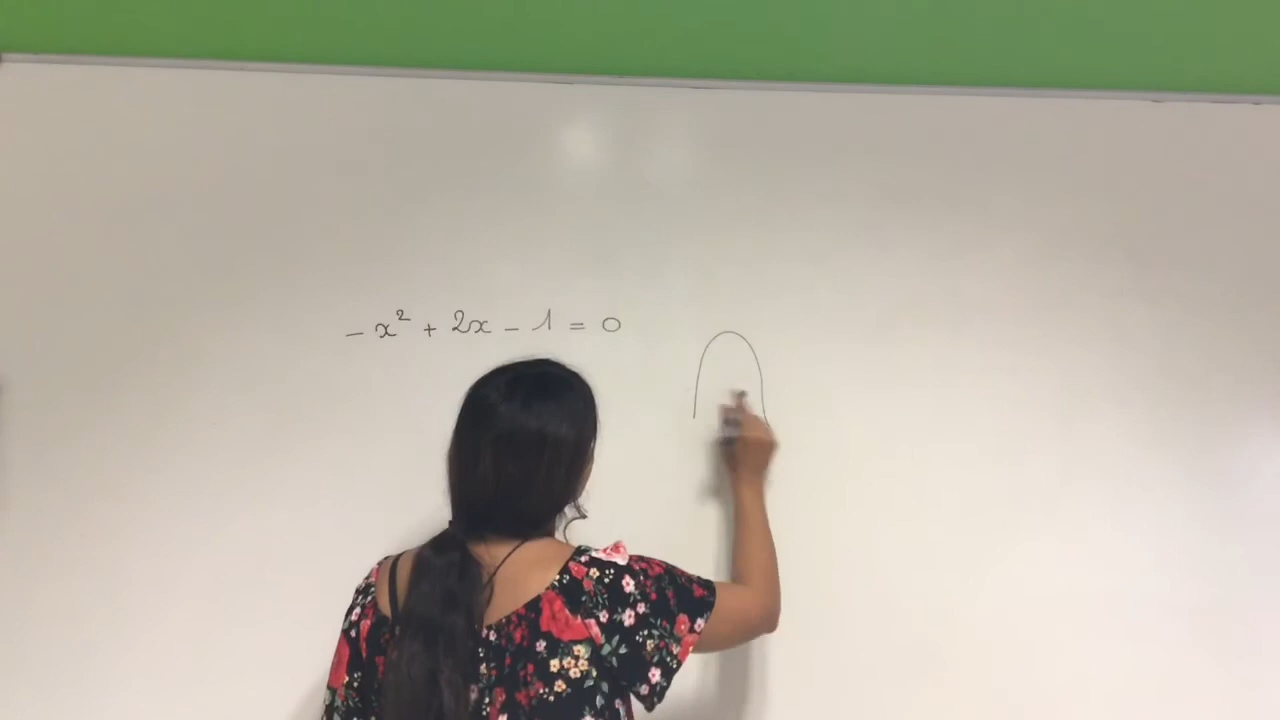 - x² + 2x - 1 = 0